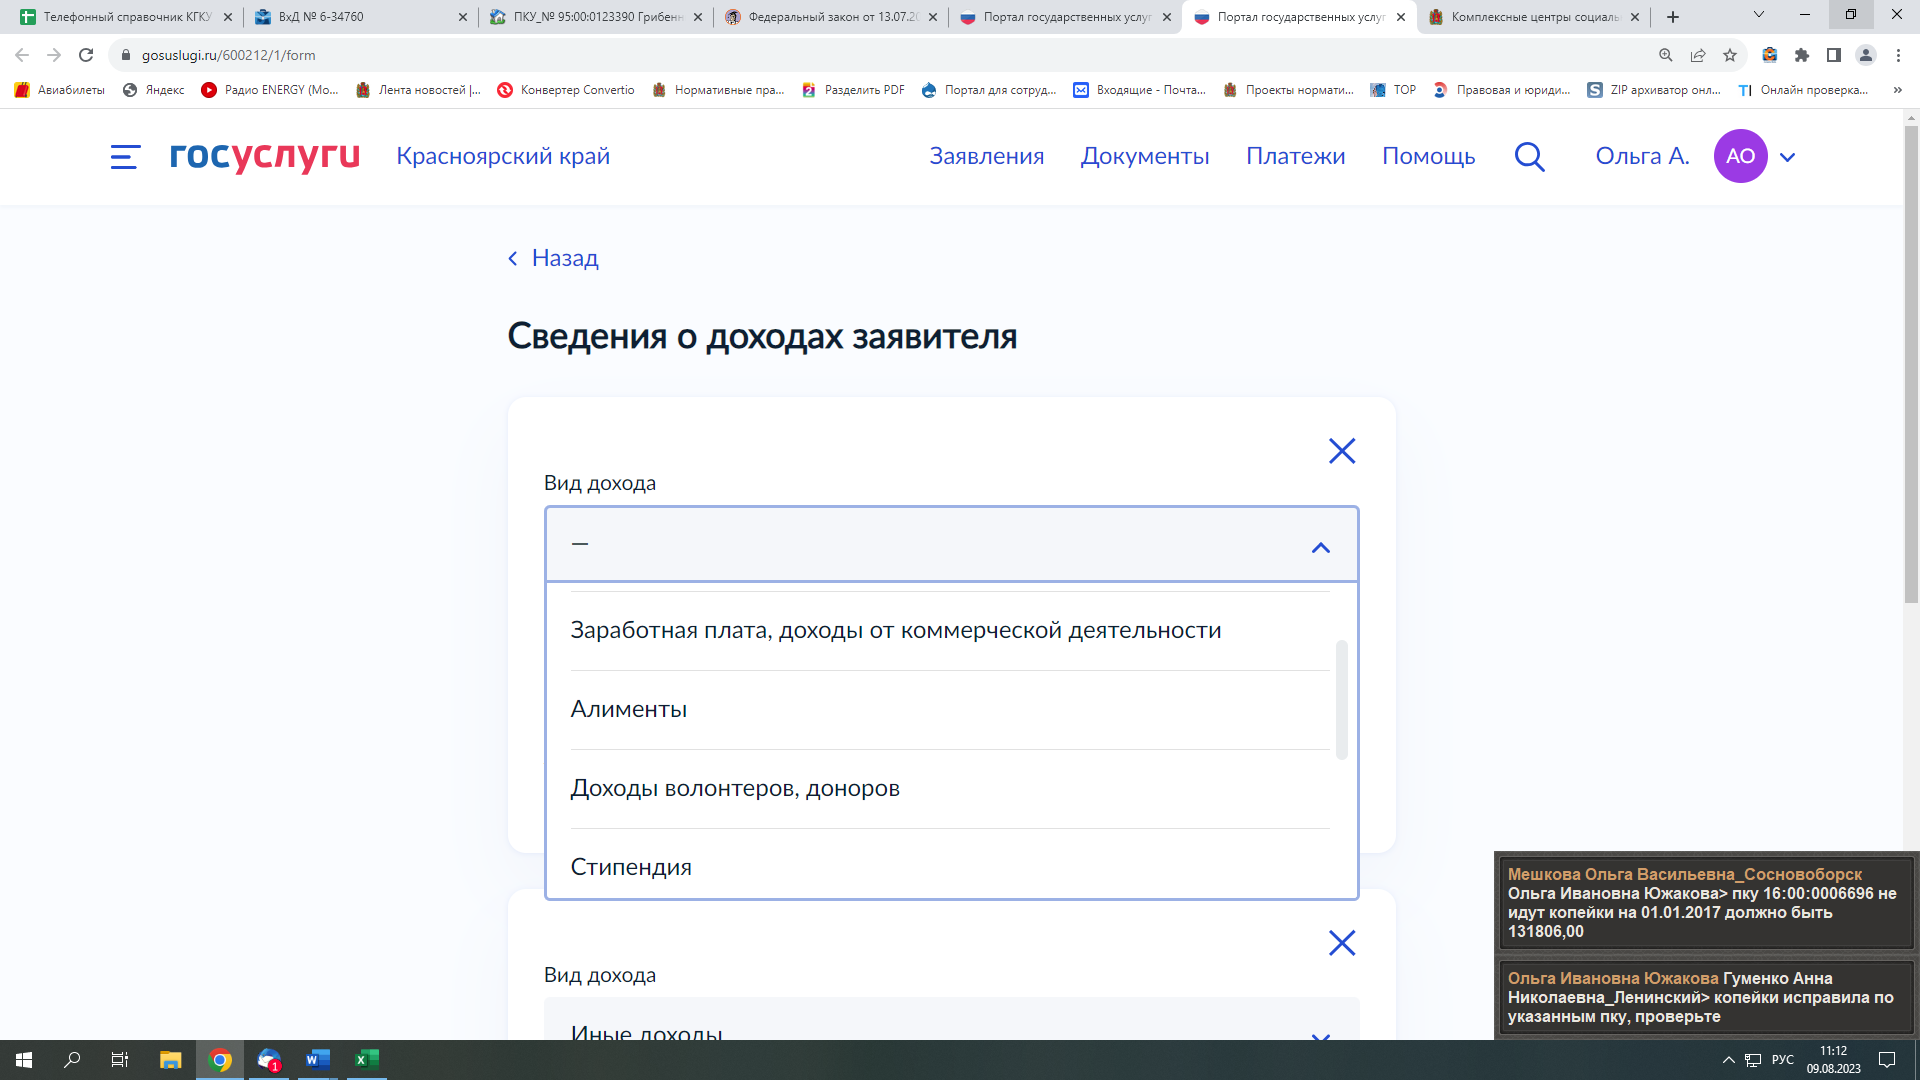 Телефонный справочник КГКУ
ВхД № 6-34760
ПКУ_№ 95:00:0123390 Грибен
Федеральный закон от 13.07.20
Портал государственных услуг
Портал государственных услуг
Комплексные центры социаль
gosuslugi.ru/600212/1/form
Авиабилеты
Яндекс
Радио ENERGY (Мо...
Лента новостей |...
Конвертер Convertio
Нормативные пра...
Разделить PDF
Портал для сотруд...
Входящие - Почта...
Проекты нормати...
ТОР
Правовая и юриди...
ZIP архиватор онл...
Онлайн проверка...
госуслуги
Красноярский край
Заявления
Документы
Платежи
Помощь
Ольга А.
АО
Назад
Сведения о доходах заявителя
Вид дохода
—
Заработная плата, доходы от коммерческой деятельности
Алименты
Доходы волонтеров, доноров
Стипендия
Вид дохода
Иные доходы
Мешкова Ольга Васильевна_Сосновоборск
Ольга Ивановна Южакова> пку 16:00:0006696 не
идут копейки на 01.01.2017 должно быть
131806,00
Ольга Ивановна Южакова Гуменко Анна
Николаевна_Ленинский> копейки исправила по
указанным пку, проверьте
1
РУС
11:12
09.08.2023